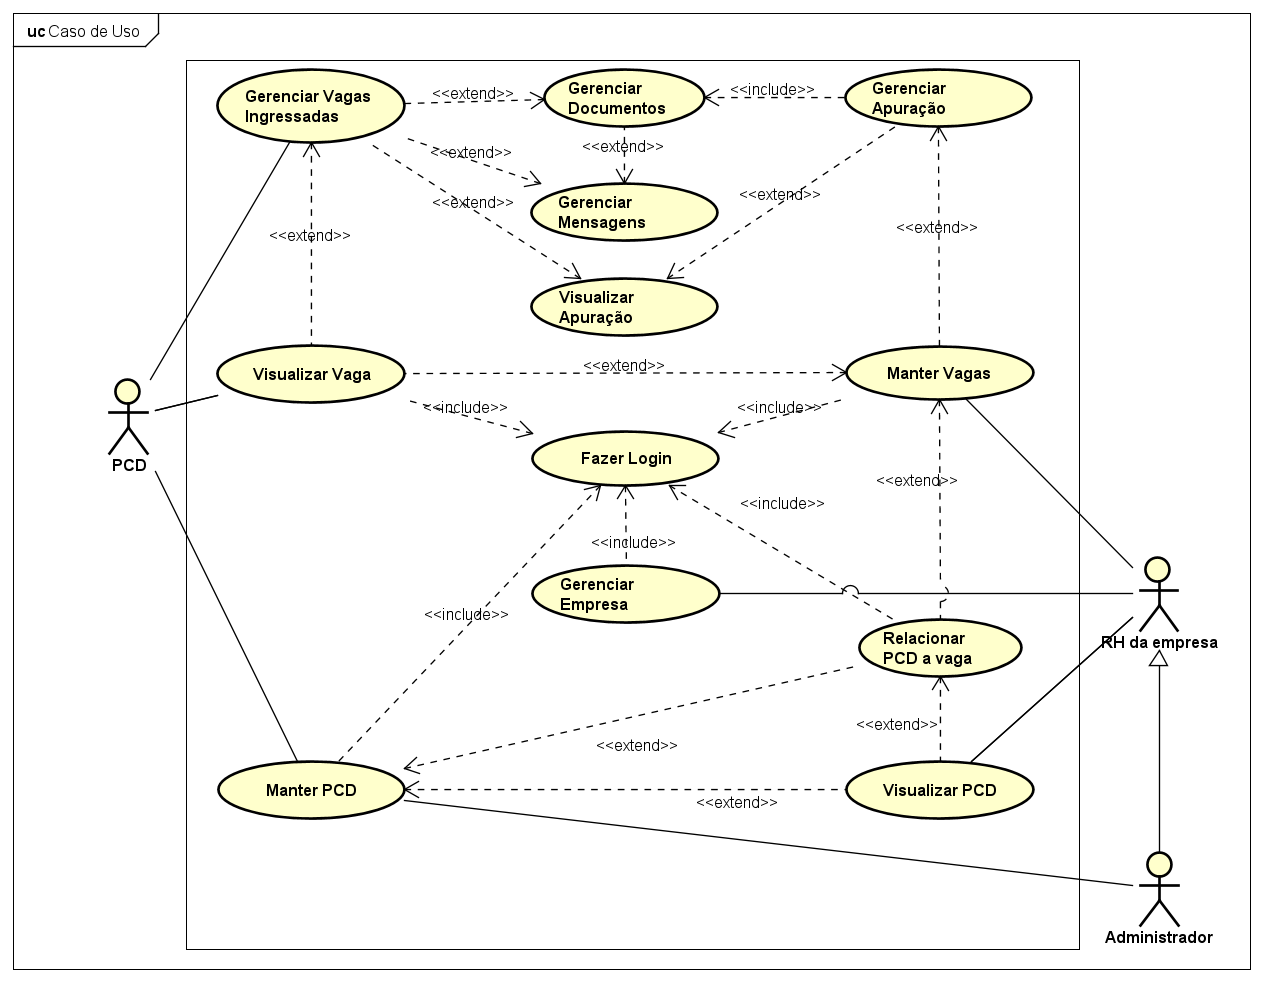 uc Caso de Uso
Gerenciar Vagas
Ingressadas
<<extend>>
Gerenciar
Documentos
<<include>>
Gerenciar
Apuração
<<extend>>
<<extend>>
Gerenciar
Mensagens
<<extend>>
<<extend>>
<<extend>>
<<extend>>
Visualizar
Apuração
Visualizar Vaga
<<extend>>
Manter Vagas
<<include>>
<<include>>
PCD
Fazer Login
<<extend>>
<<include>>
<<include>>
Gerenciar
Empresa
<<include>>
Relacionar
PCD a vaga
RH da empresa
<<extend>>
<<extend>>
Manter PCD
Visualizar PCD
<<extend>>
Administrador